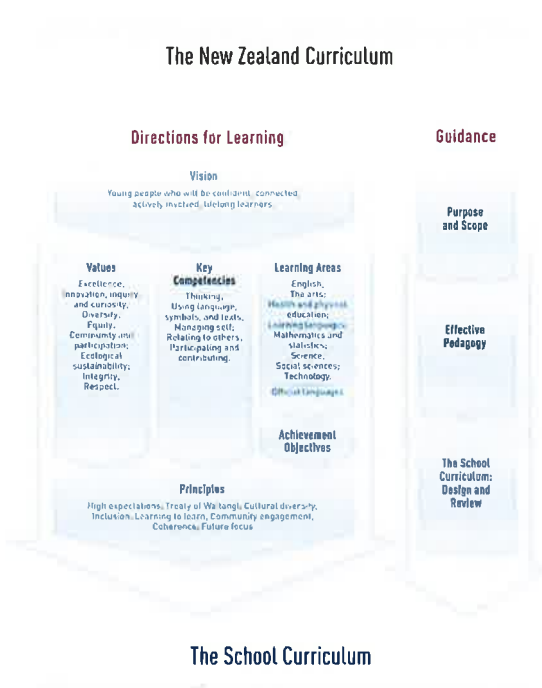 The New Zealand Curriculum
Directions for Learning
Guidance
Vision
Young people who will be confident, connected,
actively involved, lifelong learners.
Values
Excellence,
Innovation, inquiry,
and curiosity,
Diversity,
Equity,
Community and
participation;
Ecological
sustainability;
Integrity,
Respect.
Key
Competencies
Thinking,
Using language,
symbols, and texts,
Managing self;
Relating to others,
Participating and
contributing.
Learning Areas
English,
The arts;
Health and physical
education;
Learning languages;
Mathematics and
statistics;
Science,
Social sciences;
Technology.
Official languages
Achievement
Objectives
Principles
High expectations, Treaty of Waitangi, Cultural diversity,
Inclusion, Learning to learn, Community engagement,
Coherence, Future focus
Purpose
and Scope
Effective
Pedagogy
The School
Curriculum:
Design and
Review
The School Curriculum